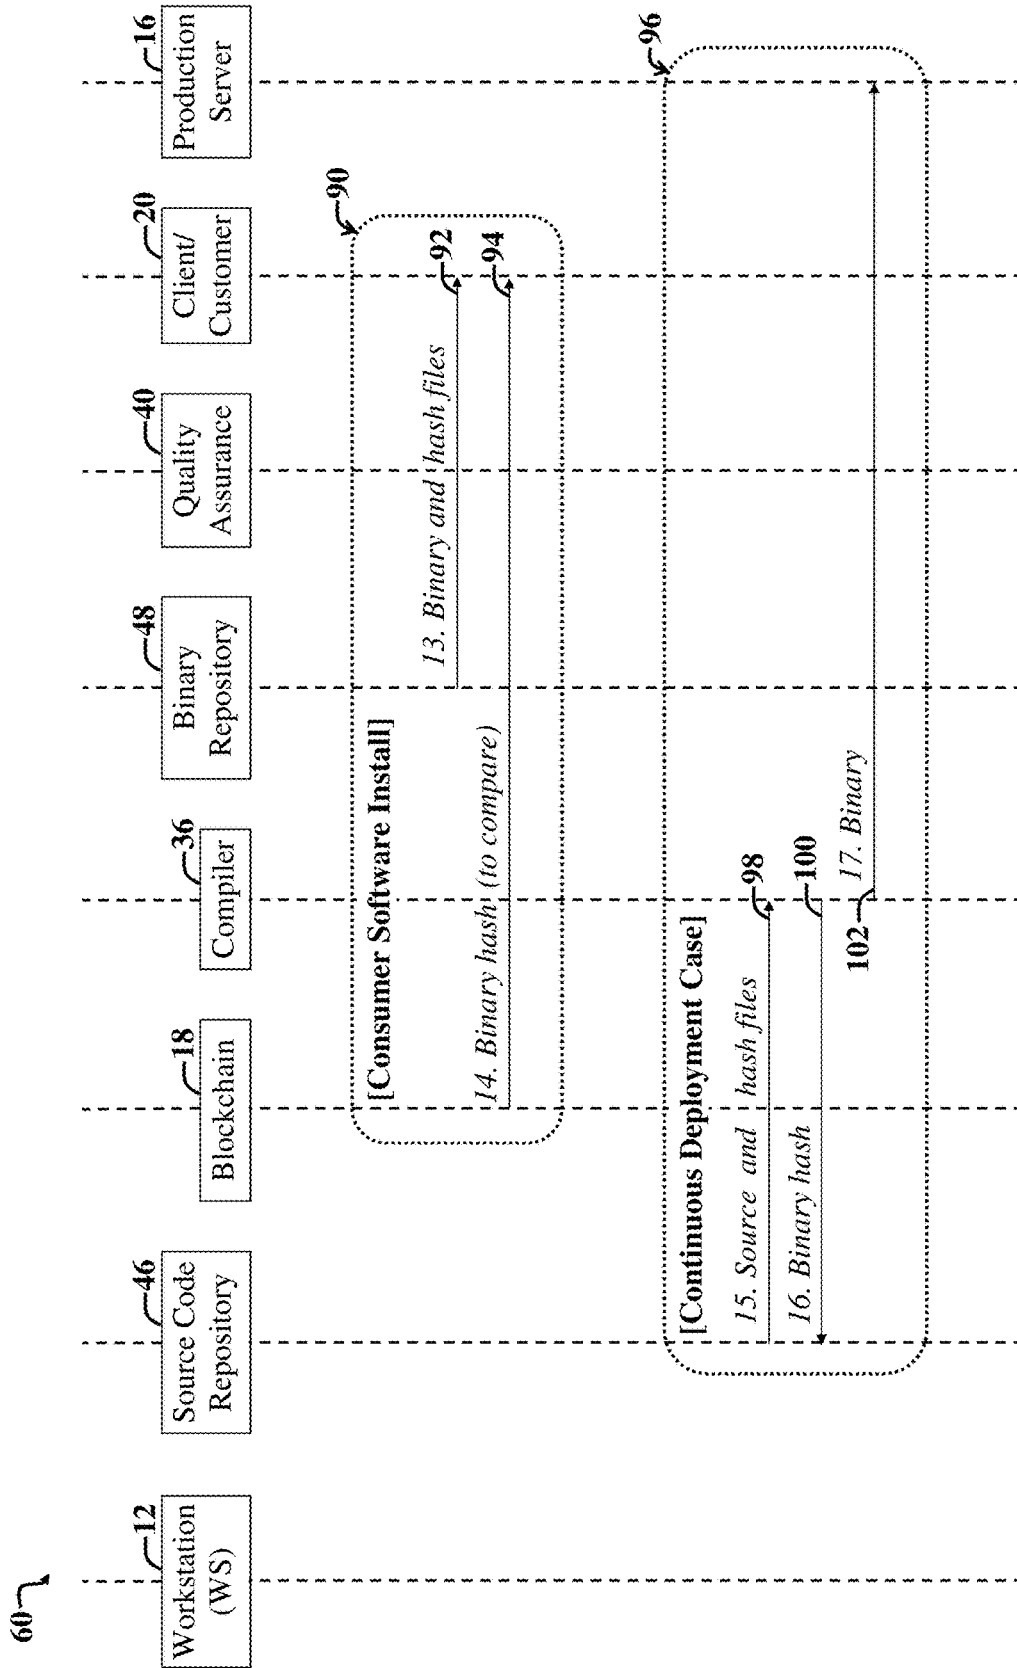 60
12
46
18
36
48
40
20
16
Workstation
(WS)
Source Code
Repository
Blockchain
Compiler
Binary
Repository
Quality
Assurance
Client/
Customer
Production
Server
90
[Consumer Software Install]
13. Binary and hash files
92
14. Binary hash (to compare)
94
96
[Continuous Deployment Case]
15. Source and hash files
98
16. Binary hash
100
102
17. Binary